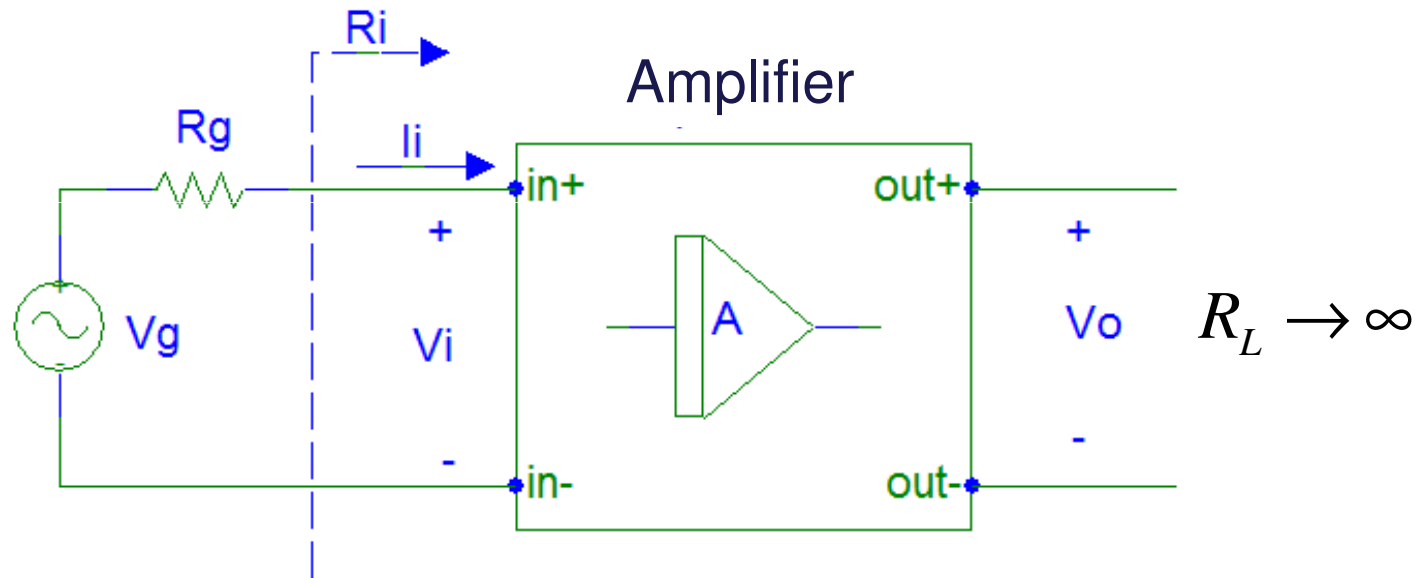 Ri
Amplifier
Rg
Ii
in+
out+
+
+
Vg
Vi
A
Vo
R_L → ∞
-
-
in-
out-